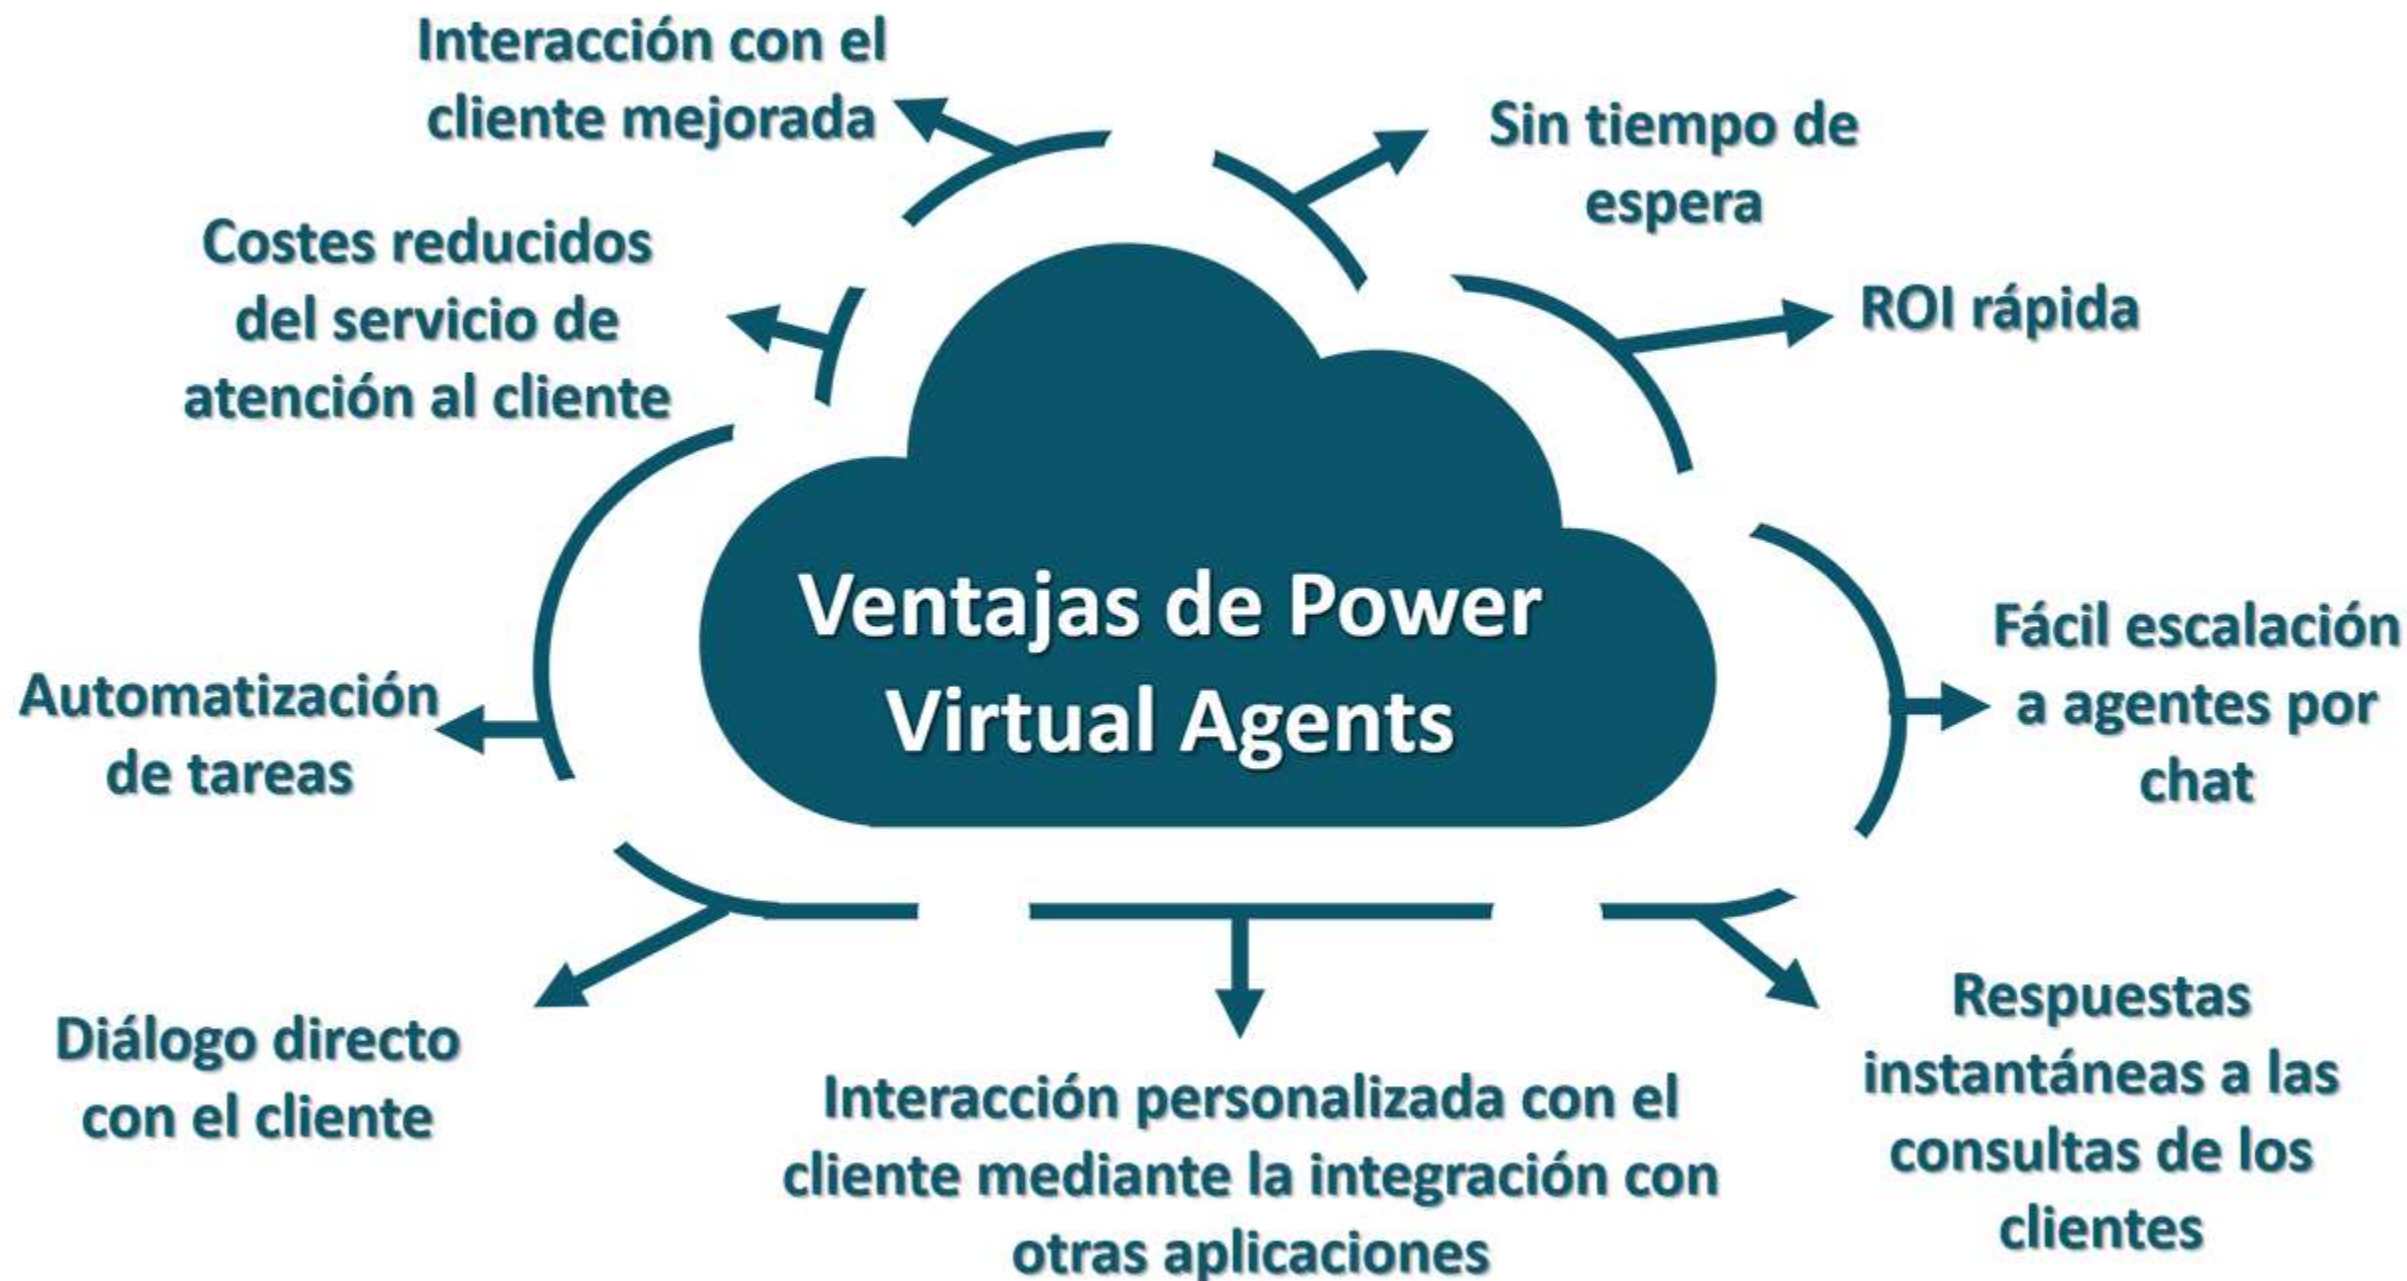 Interacción con el
cliente mejorada
Sin tiempo de
espera
Costes reducidos
del servicio de
atención al cliente
ROI rápida
Ventajas de Power
Virtual Agents
Fácil escalación
a agentes por
chat
Automatización
de tareas
Diálogo directo
con el cliente
Interacción personalizada con el
cliente mediante la integración con
otras aplicaciones
Respuestas
instantáneas a las
consultas de los
clientes